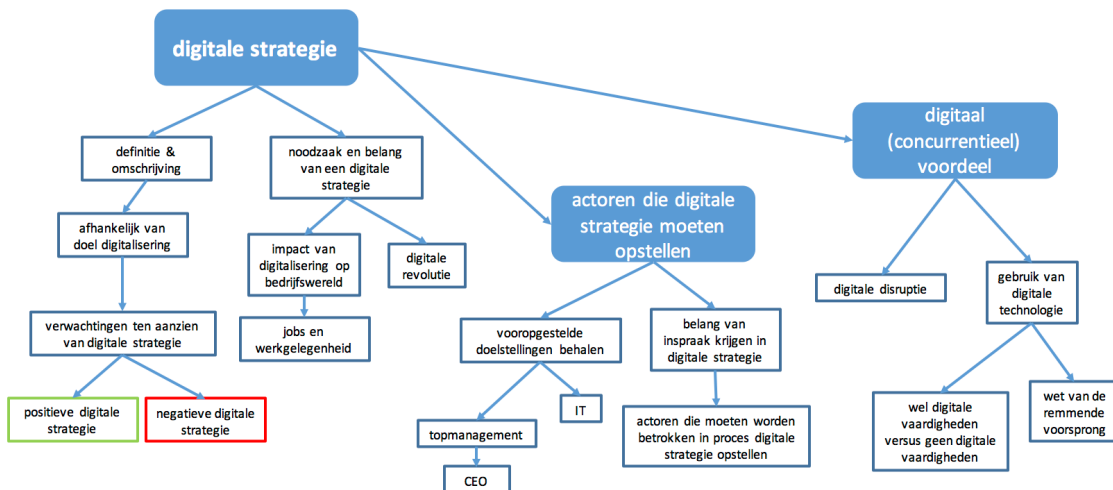 digitale strategie
definitie &
omschrijving
noodzaak en belang
van een digitale
strategie
digitaal
(concurrentieel)
voordeel
afhankelijk van
doel digitalisering
impact van
digitalisering op
bedrijfswereld
digitale
revolutie
actoren die digitale
strategie moeten
opstellen
digitale disruptie
gebruik van
digitale
technologie
verwachtingen ten aanzien
van digitale strategie
jobs en
werkgelegenheid
vooropgestelde
doelstellingen behalen
belang van
inspraak krijgen in
digitale strategie
positieve digitale
strategie
negatieve digitale
strategie
IT
topmanagement
CEO
actoren die moeten worden
betrokken in proces digitale
strategie opstellen
wel digitale
vaardigheden
versus geen digitale
vaardigheden
wet van de
remmende
voorsprong